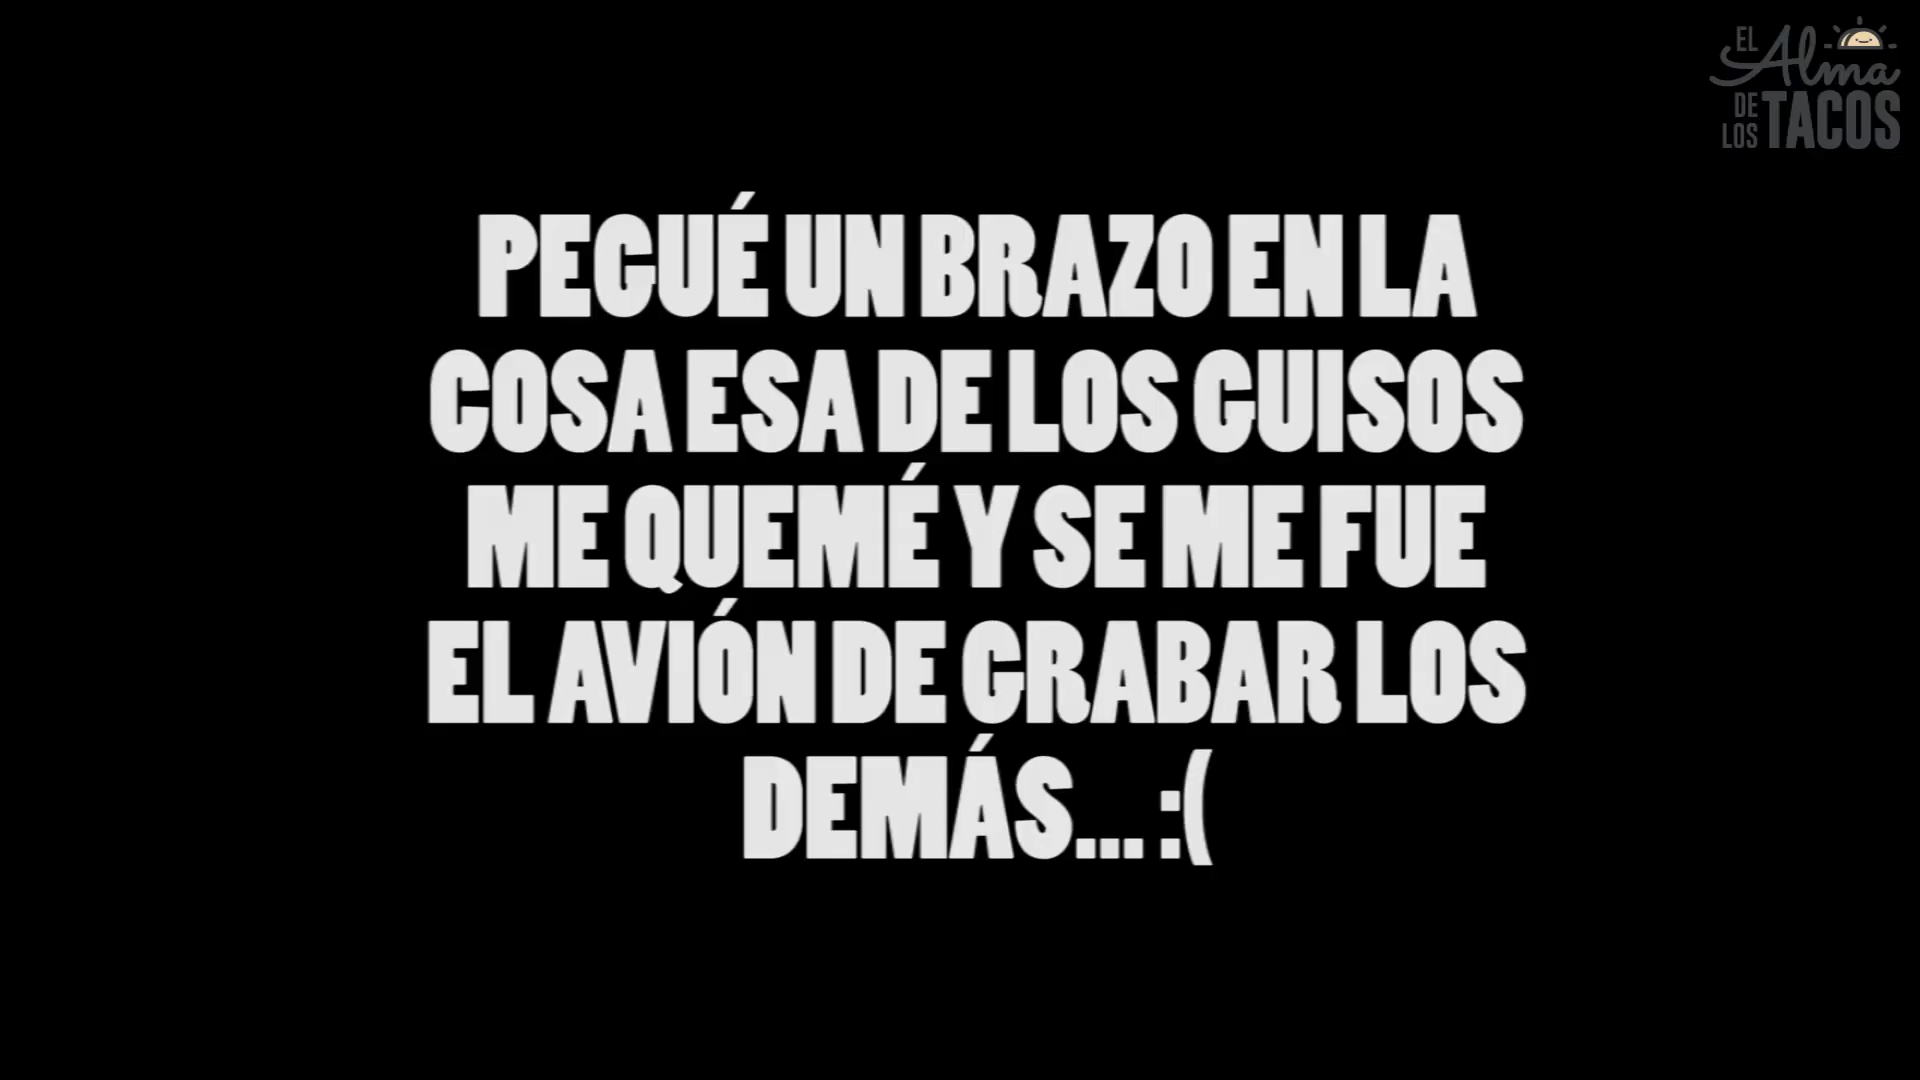 EL
Alma
DE
LOS TACOS
PEGUÉ UN BRAZO EN LA
COSA ESA DE LOS GUISOS
ME QUEMÉ Y SE ME FUE
EL AVIÓN DE GRABAR LOS
DEMÁS... :(